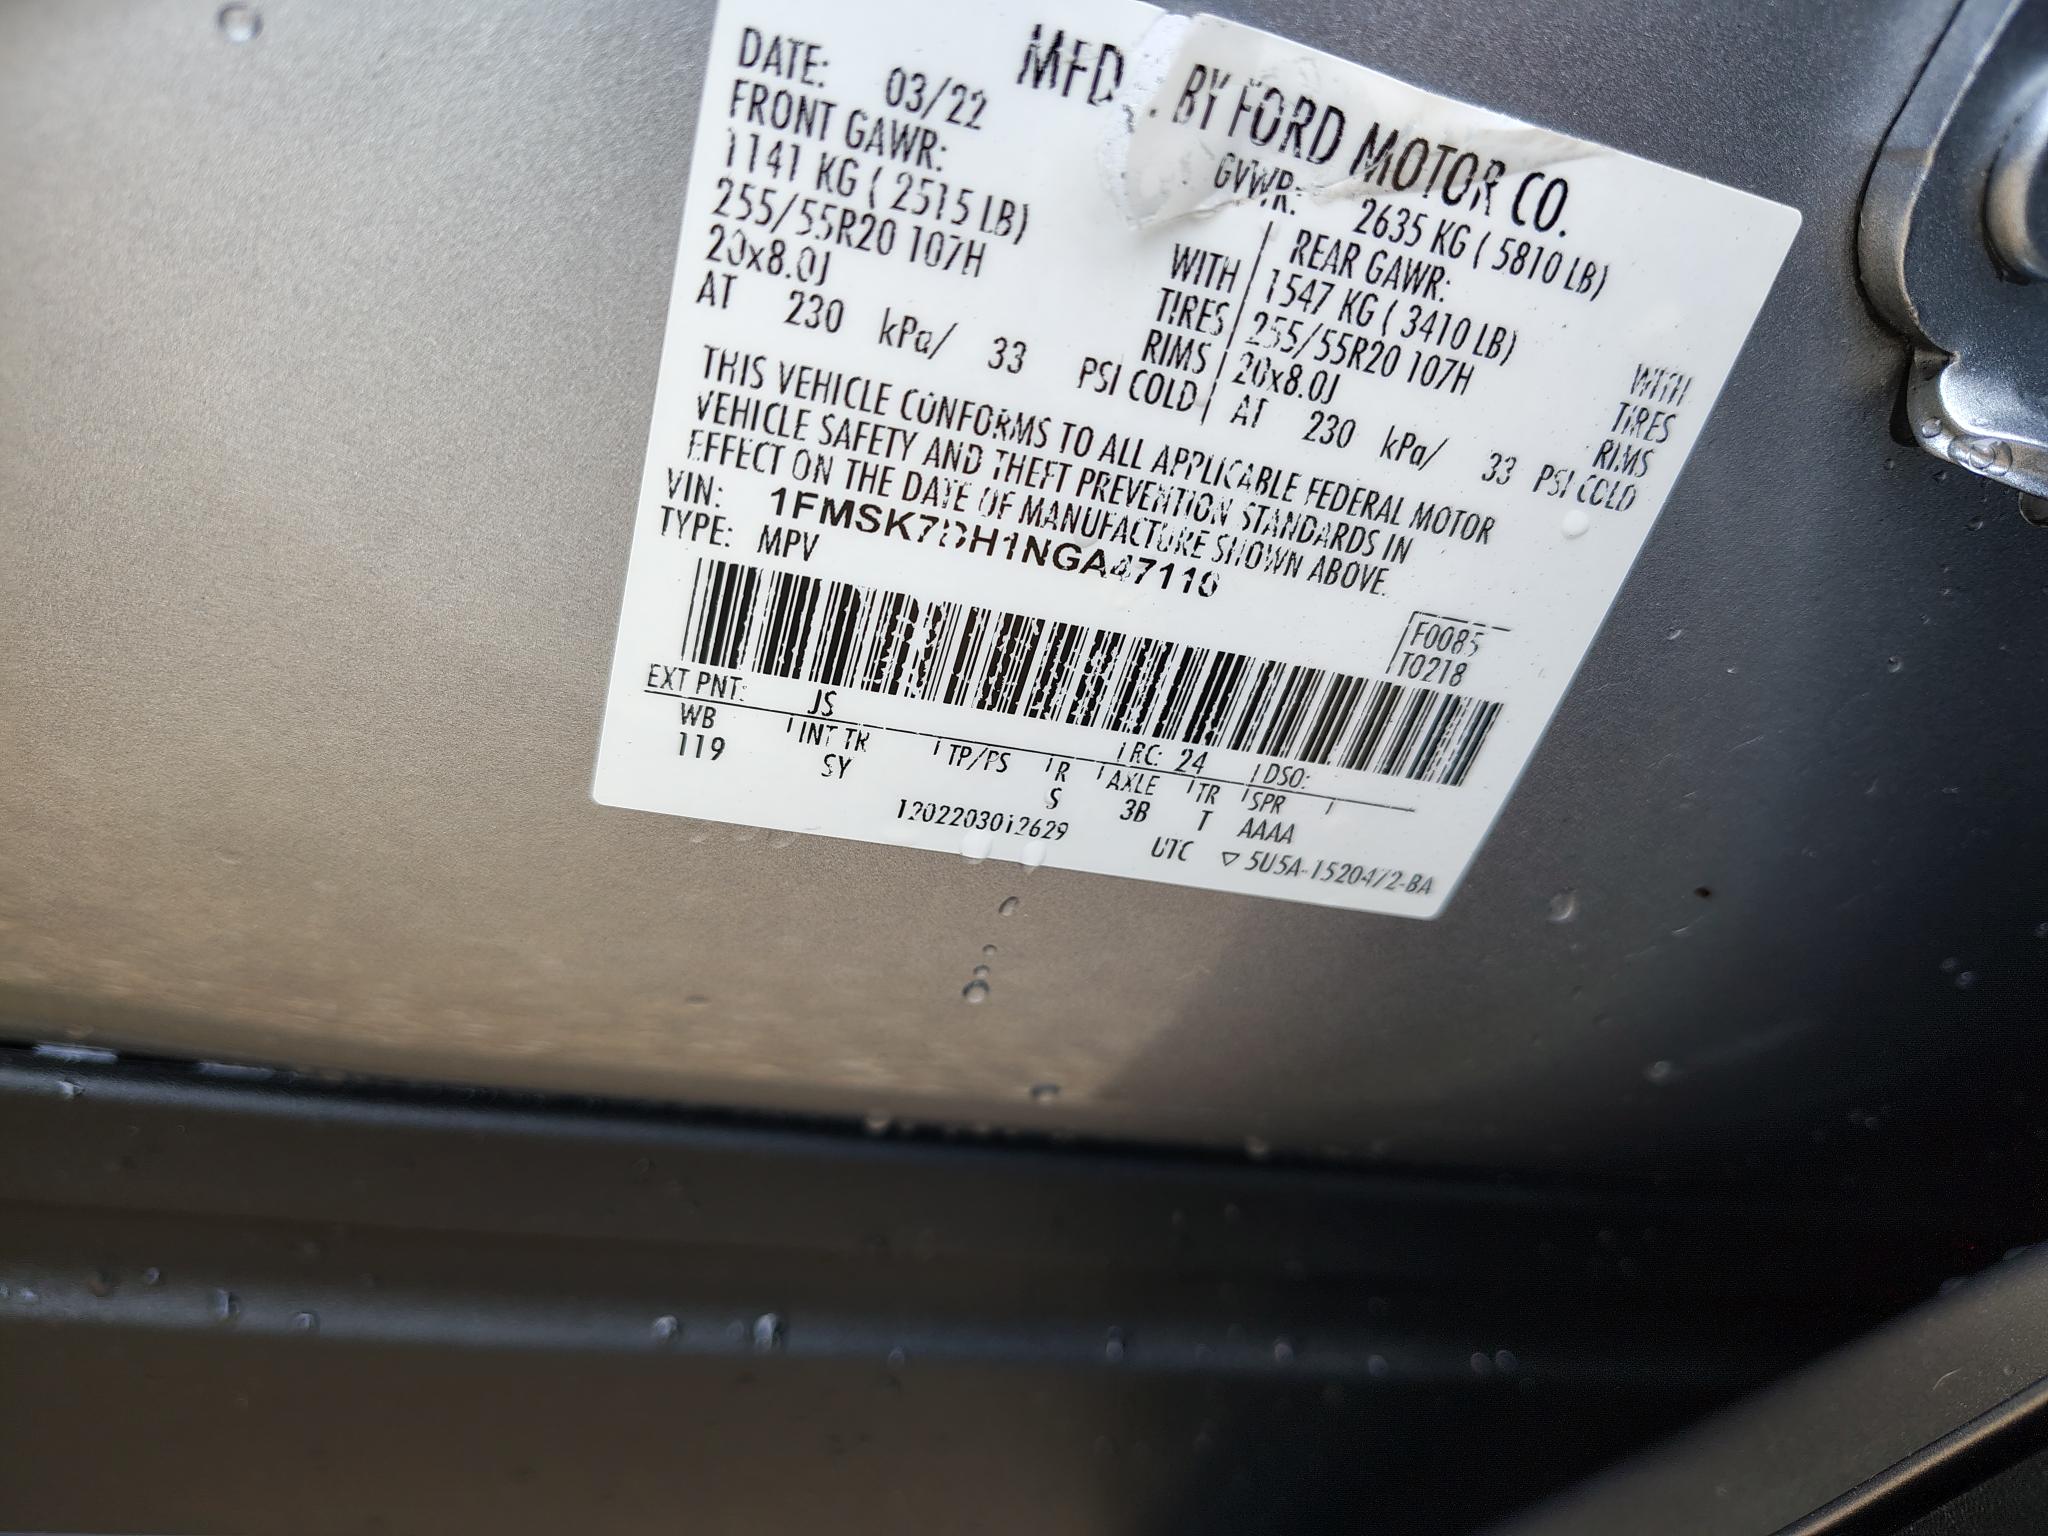 MFD. BY FORD MOTOR CO.
DATE: 03/22 GVWR: 2635 KG ( 5810 LB)
FRONT GAWR: REAR GAWR:
1141 KG ( 2515 LB) WITH 1547 KG ( 3410 LB) WITH
255/55R20 107H TIRES 255/55R20 107H TIRES
20x8.0J RIMS 20x8.0J RIMS
AT 230 kPa/ 33 PSI COLD AT 230 kPa/ 33 PSI COLD
THIS VEHICLE CONFORMS TO ALL APPLICABLE FEDERAL MOTOR
VEHICLE SAFETY AND THEFT PREVENTION STANDARDS IN
EFFECT ON THE DATE OF MANUFACTURE SHOWN ABOVE.
VIN: 1FMSK7DH1NGA47110
TYPE: MPV
F0085
T0218
EXT PNT: JS RC: 24 DSO:
WB INT TR TP/PS R AXLE TR SPR
119 SY S 3B T AAAA
1202203012629 UTC ▽ 5U5A-1520472-BA